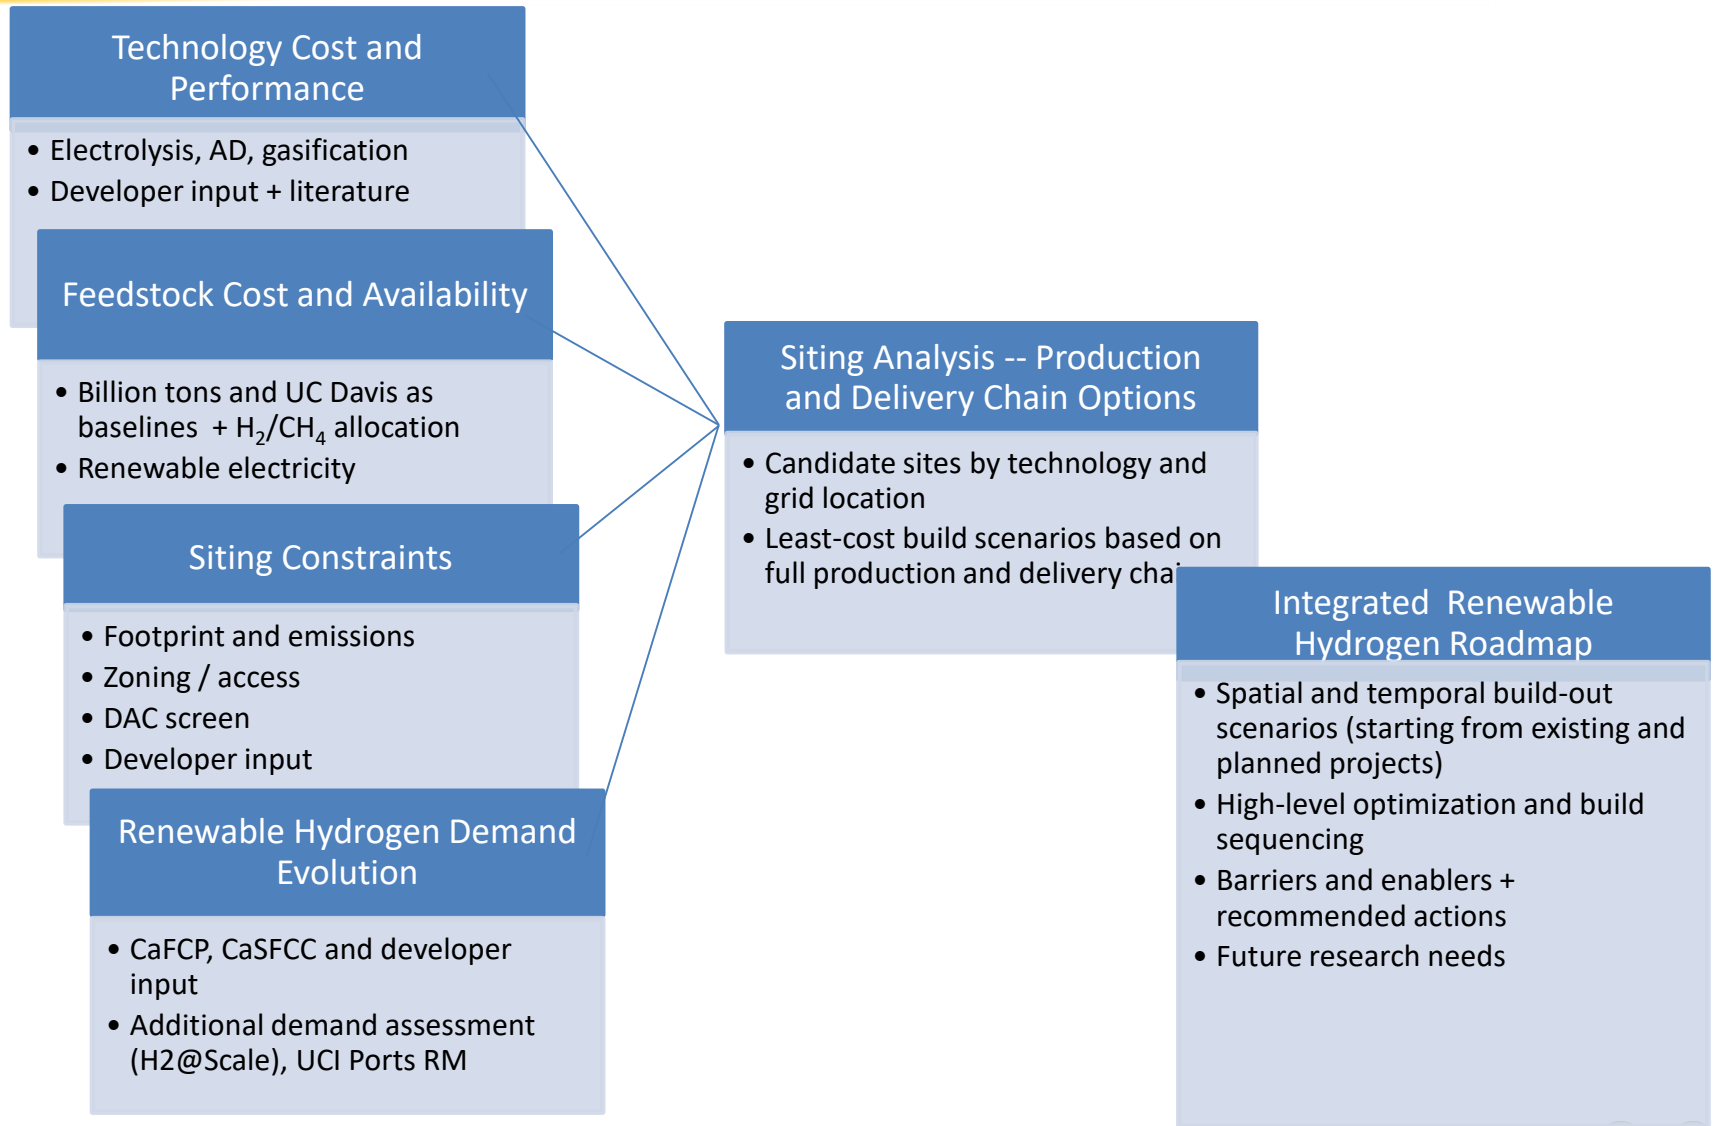 Technology Cost and
Performance
• Electrolysis, AD, gasification
• Developer input + literature
Feedstock Cost and Availability
• Billion tons and UC Davis as
baselines + H₂/CH₄ allocation
• Renewable electricity
Siting Constraints
• Footprint and emissions
• Zoning / access
• DAC screen
• Developer input
Renewable Hydrogen Demand
Evolution
• CaFCP, CaSFCC and developer
input
• Additional demand assessment
(H2@Scale), UCI Ports RM
Siting Analysis -- Production
and Delivery Chain Options
• Candidate sites by technology and
grid location
• Least-cost build scenarios based on
full production and delivery
Integrated Renewable
Hydrogen Roadmap
• Spatial and temporal build-out
scenarios (starting from existing and
planned projects)
• High-level optimization and build
sequencing
• Barriers and enablers +
recommended actions
• Future research needs